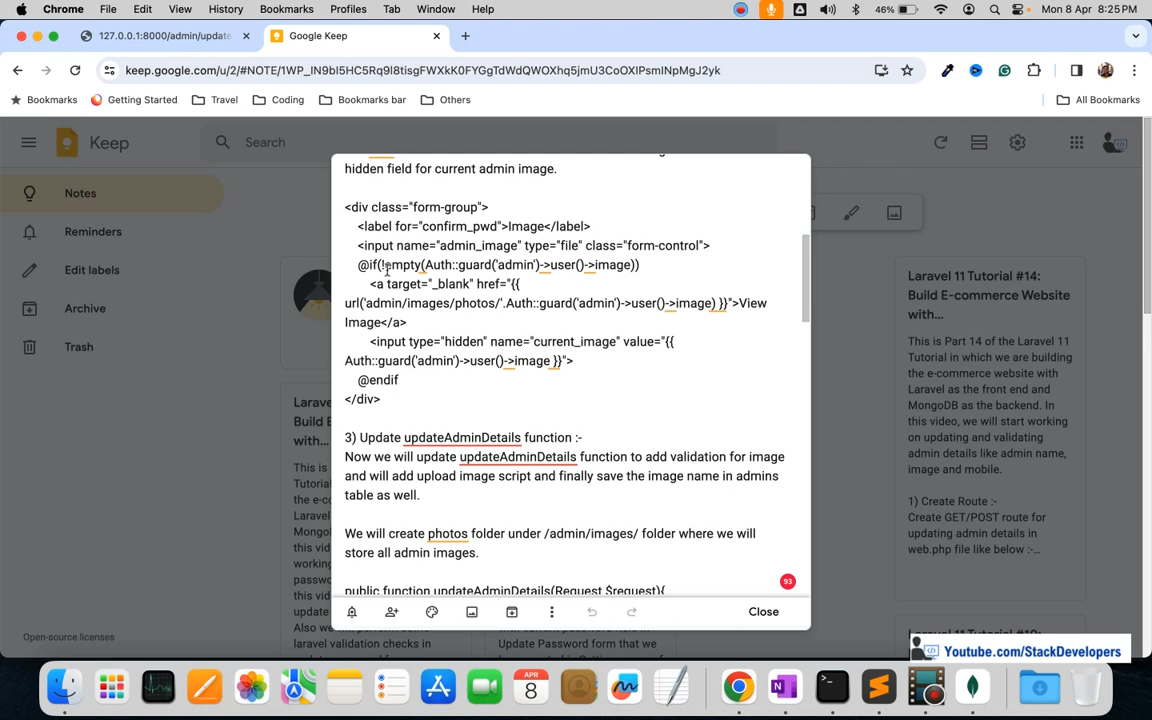 Chrome File Edit View History Bookmarks Profiles Tab Window Help
46%
Mon 8 Apr 8:25 PM
127.0.0.1:8000/admin/update
Google Keep
keep.google.com/u/2/#NOTE/1WP_IN9bI5HC5Rq9I8tisgFWXkK0FYGgTdWdQWOXhq5jmU3CoOXIPsmINpMgJ2yk
Bookmarks Getting Started Travel Coding Bookmarks bar Others All Bookmarks
Keep
Search
Notes
Reminders
Edit labels
Archive
Trash
Open-source licenses
hidden field for current admin image.
<div class="form-group">
<label for="confirm_pwd">Image</label>
<input name="admin_image" type="file" class="form-control">
@if(!empty(Auth::guard('admin')->user()->image))
<a target="_blank" href="{{
url('admin/images/photos/'.Auth::guard('admin')->user()->image) }}">View
Image</a>
<input type="hidden" name="current_image" value="{{
Auth::guard('admin')->user()->image }}">
@endif
</div>
3) Update updateAdminDetails function :-
Now we will update updateAdminDetails function to add validation for image
and will add upload image script and finally save the image name in admins
table as well.
We will create photos folder under /admin/images/ folder where we will
store all admin images.
public function updateAdminDetails(Request $request){
93
Close
Laravel 11 Tutorial #14:
Build E-commerce Website
with...
This is Part 14 of the Laravel 11
Tutorial in which we are building
the e-commerce website with
Laravel as the front end and
MongoDB as the backend. In
this video, we will start working
on updating and validating
admin details like admin name,
image and mobile.
1) Create Route :-
Create GET/POST route for
updating admin details in
web.php file like below :-...
Youtube.com/StackDevelopers
APR
8